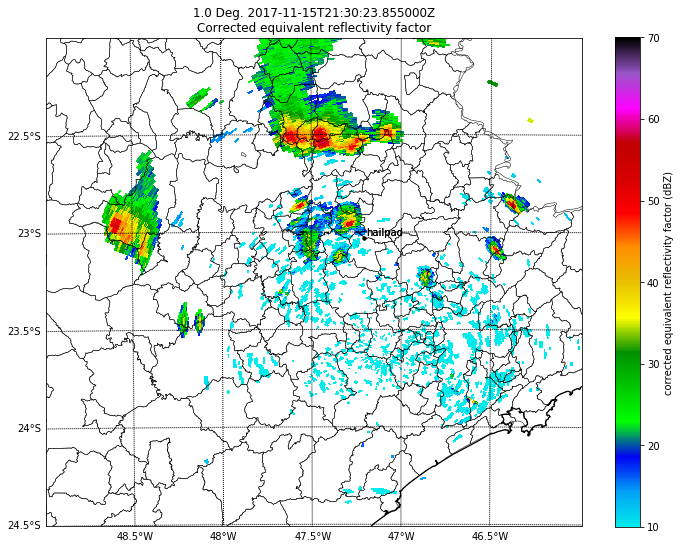 1.0 Deg. 2017-11-15T21:30:23.855000Z
Corrected equivalent reflectivity factor
22.5°S
23°S
23.5°S
24°S
24.5°S
48.5°W
48°W
47.5°W
47°W
46.5°W
hailpad
70
60
50
40
30
20
10
corrected equivalent reflectivity factor (dBZ)